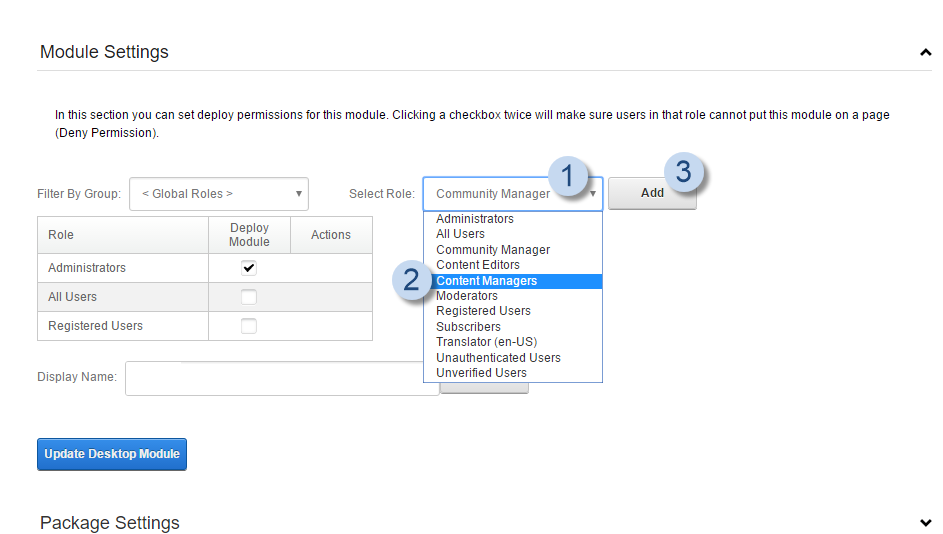 Module Settings
In this section you can set deploy permissions for this module. Clicking a checkbox twice will make sure users in that role cannot put this module on a page
(Deny Permission).
Filter By Group: < Global Roles > Select Role: Community Manager 1 Add 3
Role Deploy Module Actions
Administrators
All Users
Registered Users
Administrators
All Users
Community Manager
Content Editors
2 Content Managers
Moderators
Registered Users
Subscribers
Translator (en-US)
Unauthenticated Users
Unverified Users
Display Name:
Update Desktop Module
Package Settings